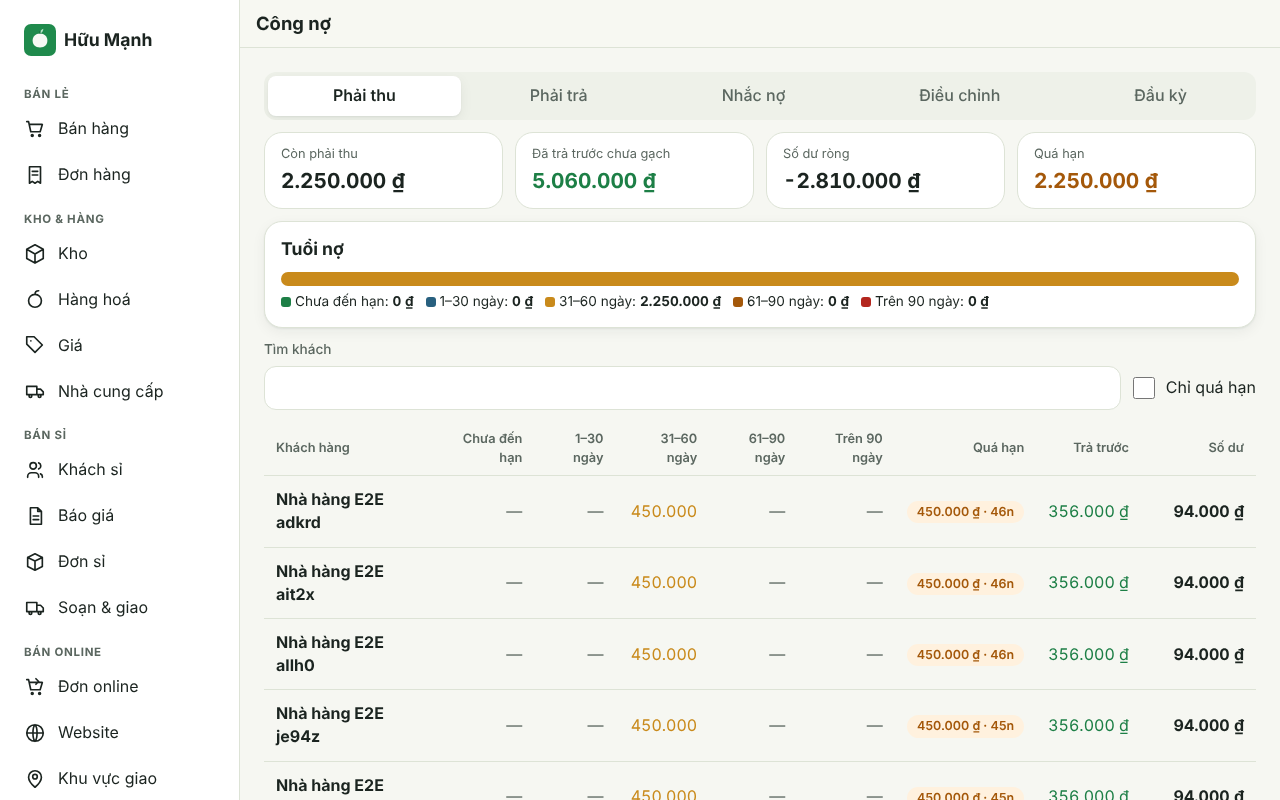 Hữu Mạnh
BÁN LẺ
Bán hàng
Đơn hàng
KHO & HÀNG
Kho
Hàng hoá
Giá
Nhà cung cấp
BÁN SỈ
Khách sỉ
Báo giá
Đơn sỉ
Soạn & giao
BÁN ONLINE
Đơn online
Website
Khu vực giao
Công nợ
Phải thu
Phải trả
Nhắc nợ
Điều chỉnh
Đầu kỳ
Còn phải thu
2.250.000 ₫
Đã trả trước chưa gạch
5.060.000 ₫
Số dư ròng
-2.810.000 ₫
Quá hạn
2.250.000 ₫
Tuổi nợ
Chưa đến hạn: 0 ₫ 1–30 ngày: 0 ₫ 31–60 ngày: 2.250.000 ₫ 61–90 ngày: 0 ₫ Trên 90 ngày: 0 ₫
Tìm khách
Chỉ quá hạn
Khách hàng Chưa đến hạn 1–30 ngày 31–60 ngày 61–90 ngày Trên 90 ngày Quá hạn Trả trước Số dư
Nhà hàng E2E adkrd — — 450.000 — — 450.000 ₫ · 46n 356.000 ₫ 94.000 ₫
Nhà hàng E2E ait2x — — 450.000 — — 450.000 ₫ · 46n 356.000 ₫ 94.000 ₫
Nhà hàng E2E allh0 — — 450.000 — — 450.000 ₫ · 46n 356.000 ₫ 94.000 ₫
Nhà hàng E2E je94z — — 450.000 — — 450.000 ₫ · 45n 356.000 ₫ 94.000 ₫
Nhà hàng E2E — — 450.000 — — 450.000 ₫ · 45n 356.000 ₫ 94.000 ₫